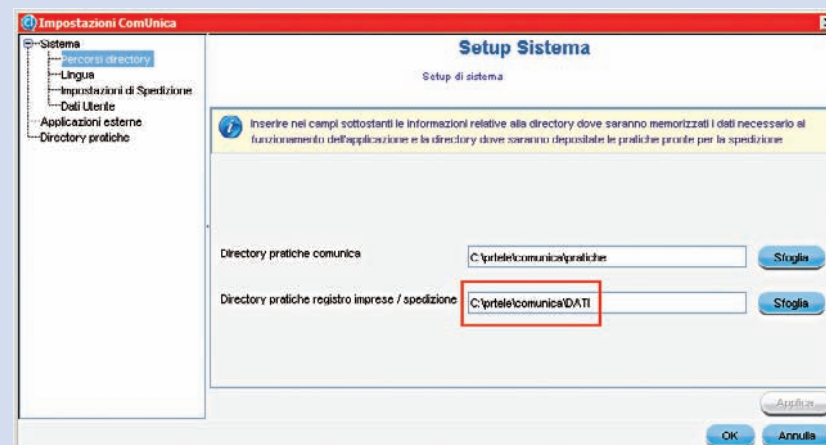 Impostazioni ComUnica
Sistema
Percorsi directory
Lingua
Impostazioni di Spedizione
Dati Utente
Applicazioni esterne
Directory pratiche
Setup Sistema
Setup di sistema
Inserire nei campi sottostanti le informazioni relative alla directory dove saranno memorizzati i dati necessario al
funzionamento dell'applicazione e la directory dove saranno depositate le pratiche pronte per la spedizione
Directory pratiche comunica
C:\prtele\comunica\pratiche
Sfoglia
Directory pratiche registro imprese / spedizione
C:\prtele\comunica\DATI
Sfoglia
Applica
OK
Annulla